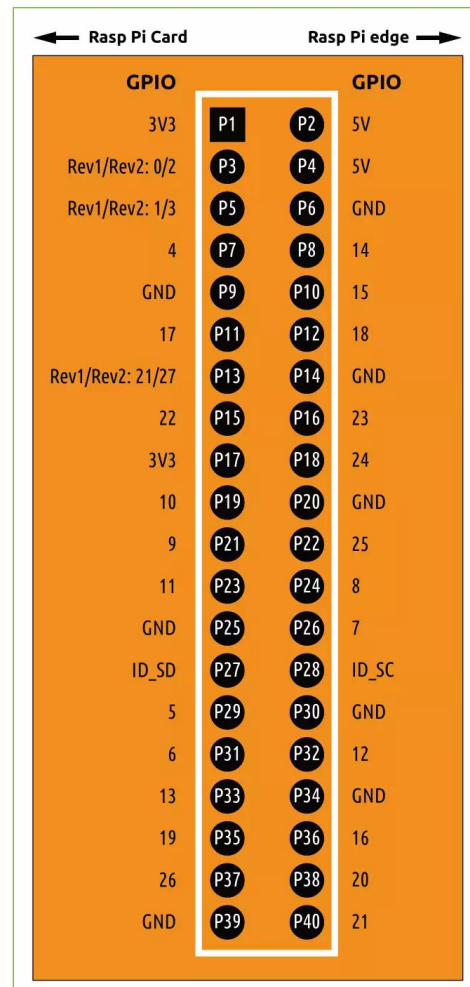 Rasp Pi Card Rasp Pi edge
GPIO GPIO
3V3 P1 P2 5V
Rev1/Rev2: 0/2 P3 P4 5V
Rev1/Rev2: 1/3 P5 P6 GND
4 P7 P8 14
GND P9 P10 15
17 P11 P12 18
Rev1/Rev2: 21/27 P13 P14 GND
22 P15 P16 23
3V3 P17 P18 24
10 P19 P20 GND
9 P21 P22 25
11 P23 P24 8
GND P25 P26 7
ID_SD P27 P28 ID_SC
5 P29 P30 GND
6 P31 P32 12
13 P33 P34 GND
19 P35 P36 16
26 P37 P38 20
GND P39 P40 21